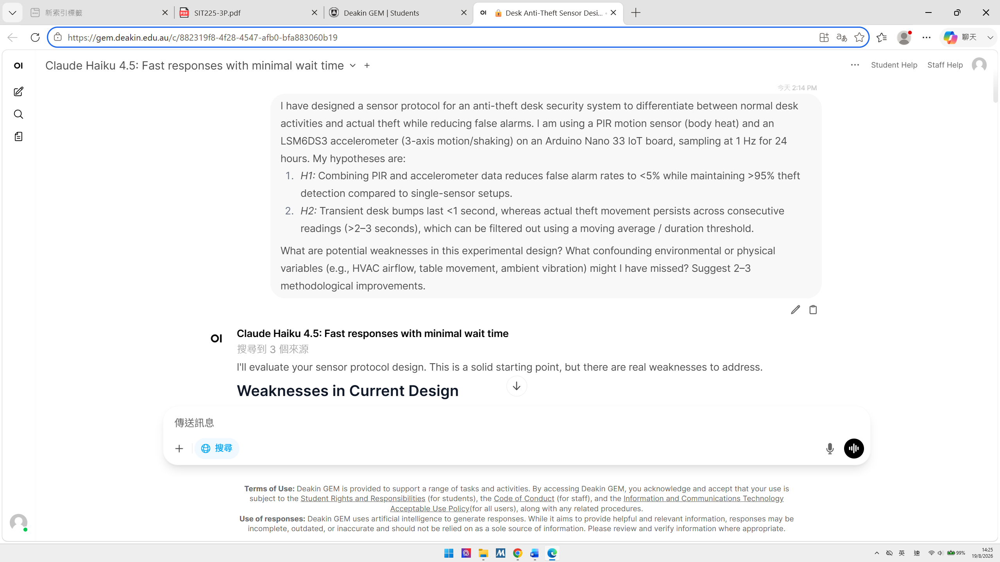 新索引標籤
SIT225-3P.pdf
Deakin GEM | Students
OI 🔒 Desk Anti-Theft Sensor Desi...
https://gem.deakin.edu.au/c/882319f8-4f28-4547-afb0-bfa883060b19
聊天
OI
Claude Haiku 4.5: Fast responses with minimal wait time
Student Help
Staff Help
今天 2:14 PM
I have designed a sensor protocol for an anti-theft desk security system to differentiate between normal desk
activities and actual theft while reducing false alarms. I am using a PIR motion sensor (body heat) and an
LSM6DS3 accelerometer (3-axis motion/shaking) on an Arduino Nano 33 IoT board, sampling at 1 Hz for 24
hours. My hypotheses are:
1. H1: Combining PIR and accelerometer data reduces false alarm rates to <5% while maintaining >95% theft
detection compared to single-sensor setups.
2. H2: Transient desk bumps last <1 second, whereas actual theft movement persists across consecutive
readings (>2–3 seconds), which can be filtered out using a moving average / duration threshold.
What are potential weaknesses in this experimental design? What confounding environmental or physical
variables (e.g., HVAC airflow, table movement, ambient vibration) might I have missed? Suggest 2–3
methodological improvements.
OI
Claude Haiku 4.5: Fast responses with minimal wait time
搜尋到 3 個來源
I'll evaluate your sensor protocol design. This is a solid starting point, but there are real weaknesses to address.
Weaknesses in Current Design
傳送訊息
搜尋
Terms of Use: Deakin GEM is provided to support a range of tasks and activities. By accessing Deakin GEM, you acknowledge and accept that your use is
subject to the Student Rights and Responsibilities (for students), the Code of Conduct (for staff), and the Information and Communications Technology
Acceptable Use Policy(for all users), along with any related procedures.
Use of responses: Deakin GEM uses artificial intelligence to generate responses. While it aims to provide helpful and relevant information, responses may be
incomplete, outdated, or inaccurate and should not be relied on as a sole source of information. Please review and verify information where appropriate.
英
速
99%
14:25
19/8/2026